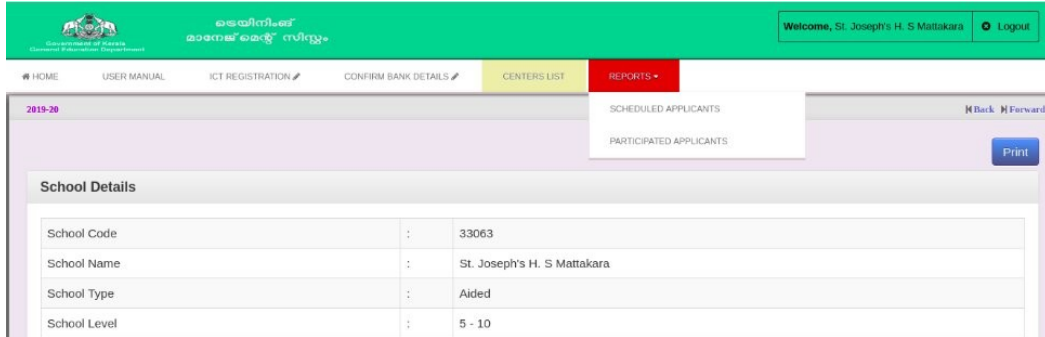 ട്രെയിനിംങ്
മാനേജ്‌മെന്റ് സിസ്റ്റം
Welcome, St. Joseph's H. S Mattakara Logout
Government of Kerala
General Education Department
HOME USER MANUAL ICT REGISTRATION CONFIRM BANK DETAILS CENTERS LIST REPORTS
2019-20 SCHEDULED APPLICANTS Back Forward
PARTICIPATED APPLICANTS
Print
School Details
School Code : 33063
School Name : St. Joseph's H. S Mattakara
School Type : Aided
School Level : 5 - 10